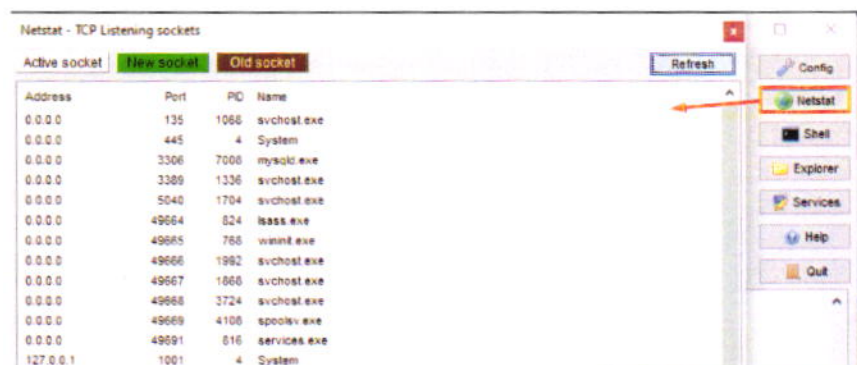 Netstat - TCP Listening sockets
Active socket New socket Old socket Refresh
Address Port PID Name
0.0.0.0 135 1068 svchost.exe
0.0.0.0 445 4 System
0.0.0.0 3306 7008 mysqld.exe
0.0.0.0 3389 1336 svchost.exe
0.0.0.0 5040 1704 svchost.exe
0.0.0.0 49664 824 lsass.exe
0.0.0.0 49665 768 wininit.exe
0.0.0.0 49666 1992 svchost.exe
0.0.0.0 49667 1868 svchost.exe
0.0.0.0 49668 3724 svchost.exe
0.0.0.0 49669 4108 spoolsv.exe
0.0.0.0 49691 816 services.exe
127.0.0.1 1001 4 System
Config
Netstat
Shell
Explorer
Services
Help
Quit